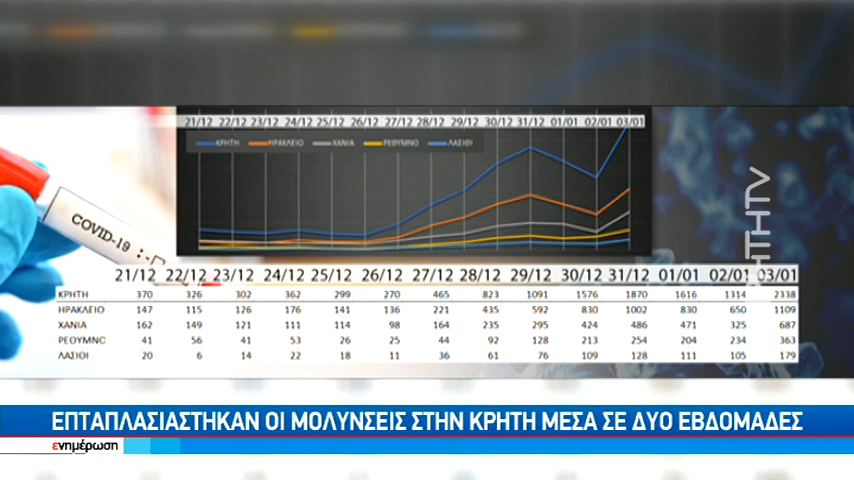 21/12 22/12 23/12 24/12 25/12 26/12 27/12 28/12 29/12 30/12 31/12 01/01 02/01 03/01
ΚΡΗΤΗ ΗΡΑΚΛΕΙΟ ΧΑΝΙΑ ΡΕΘΥΜΝΟ ΛΑΣΙΘΙ
COVID-19 :-
21/12 22/12 23/12 24/12 25/12 26/12 27/12 28/12 29/12 30/12 31/12 01/01 02/01 03/01
ΚΡΗΤΗ 370 326 302 362 299 270 465 823 1091 1576 1870 1616 1314 2338
ΗΡΑΚΛΕΙΟ 147 115 126 176 141 136 221 435 592 830 1002 830 650 1109
ΧΑΝΙΑ 162 149 121 111 114 98 164 235 295 424 486 471 325 687
ΡΕΘΥΜΝΟ 41 56 41 53 26 25 44 92 128 213 254 204 234 363
ΛΑΣΙΘΙ 20 6 14 22 18 11 36 61 76 109 128 111 105 179
ΕΠΤΑΠΛΑΣΙΑΣΤΗΚΑΝ ΟΙ ΜΟΛΥΝΣΕΙΣ ΣΤΗΝ ΚΡΗΤΗ ΜΕΣΑ ΣΕ ΔΥΟ ΕΒΔΟΜΑΔΕΣ
ενημέρωση